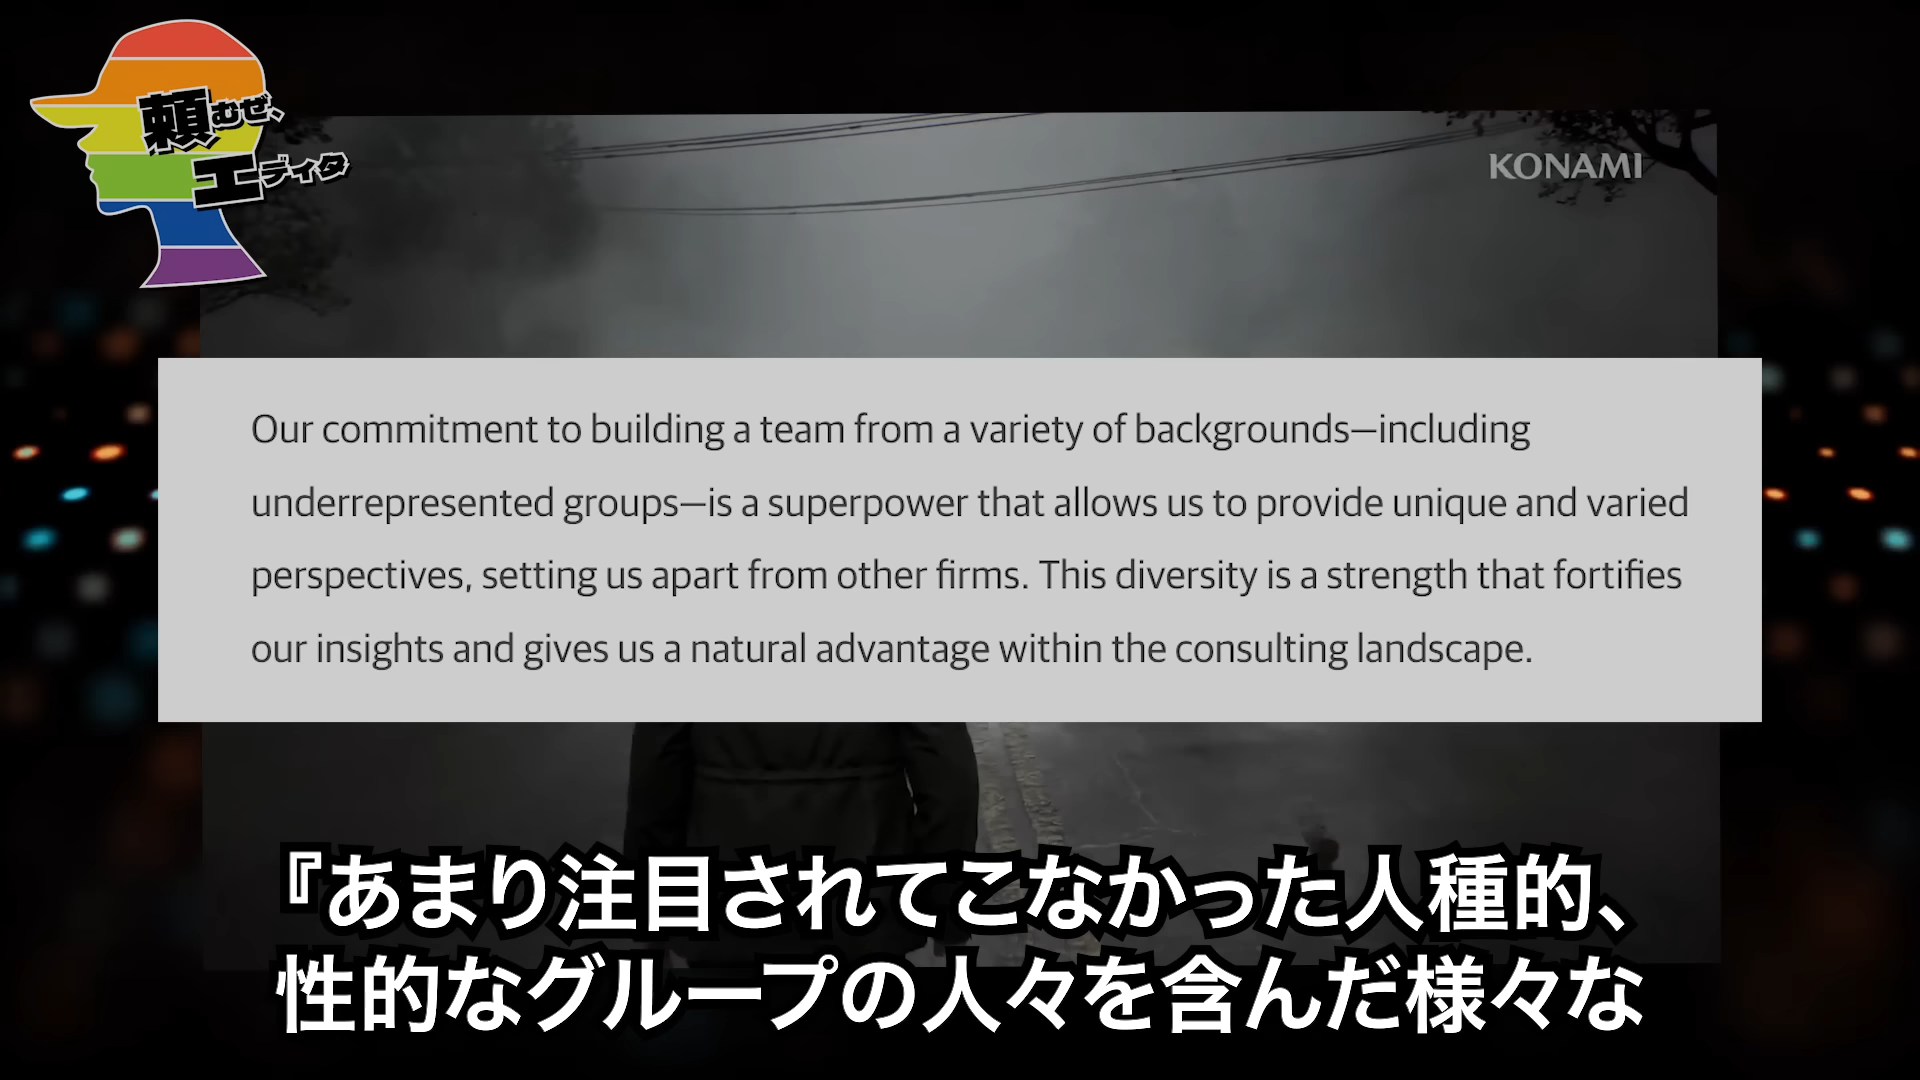 頼むぜ、
エディタ
KONAMI
Our commitment to building a team from a variety of backgrounds—including
underrepresented groups—is a superpower that allows us to provide unique and varied
perspectives, setting us apart from other firms. This diversity is a strength that fortifies
our insights and gives us a natural advantage within the consulting landscape.
『あまり注目されてこなかった人種的、
性的なグループの人々を含んだ様々な